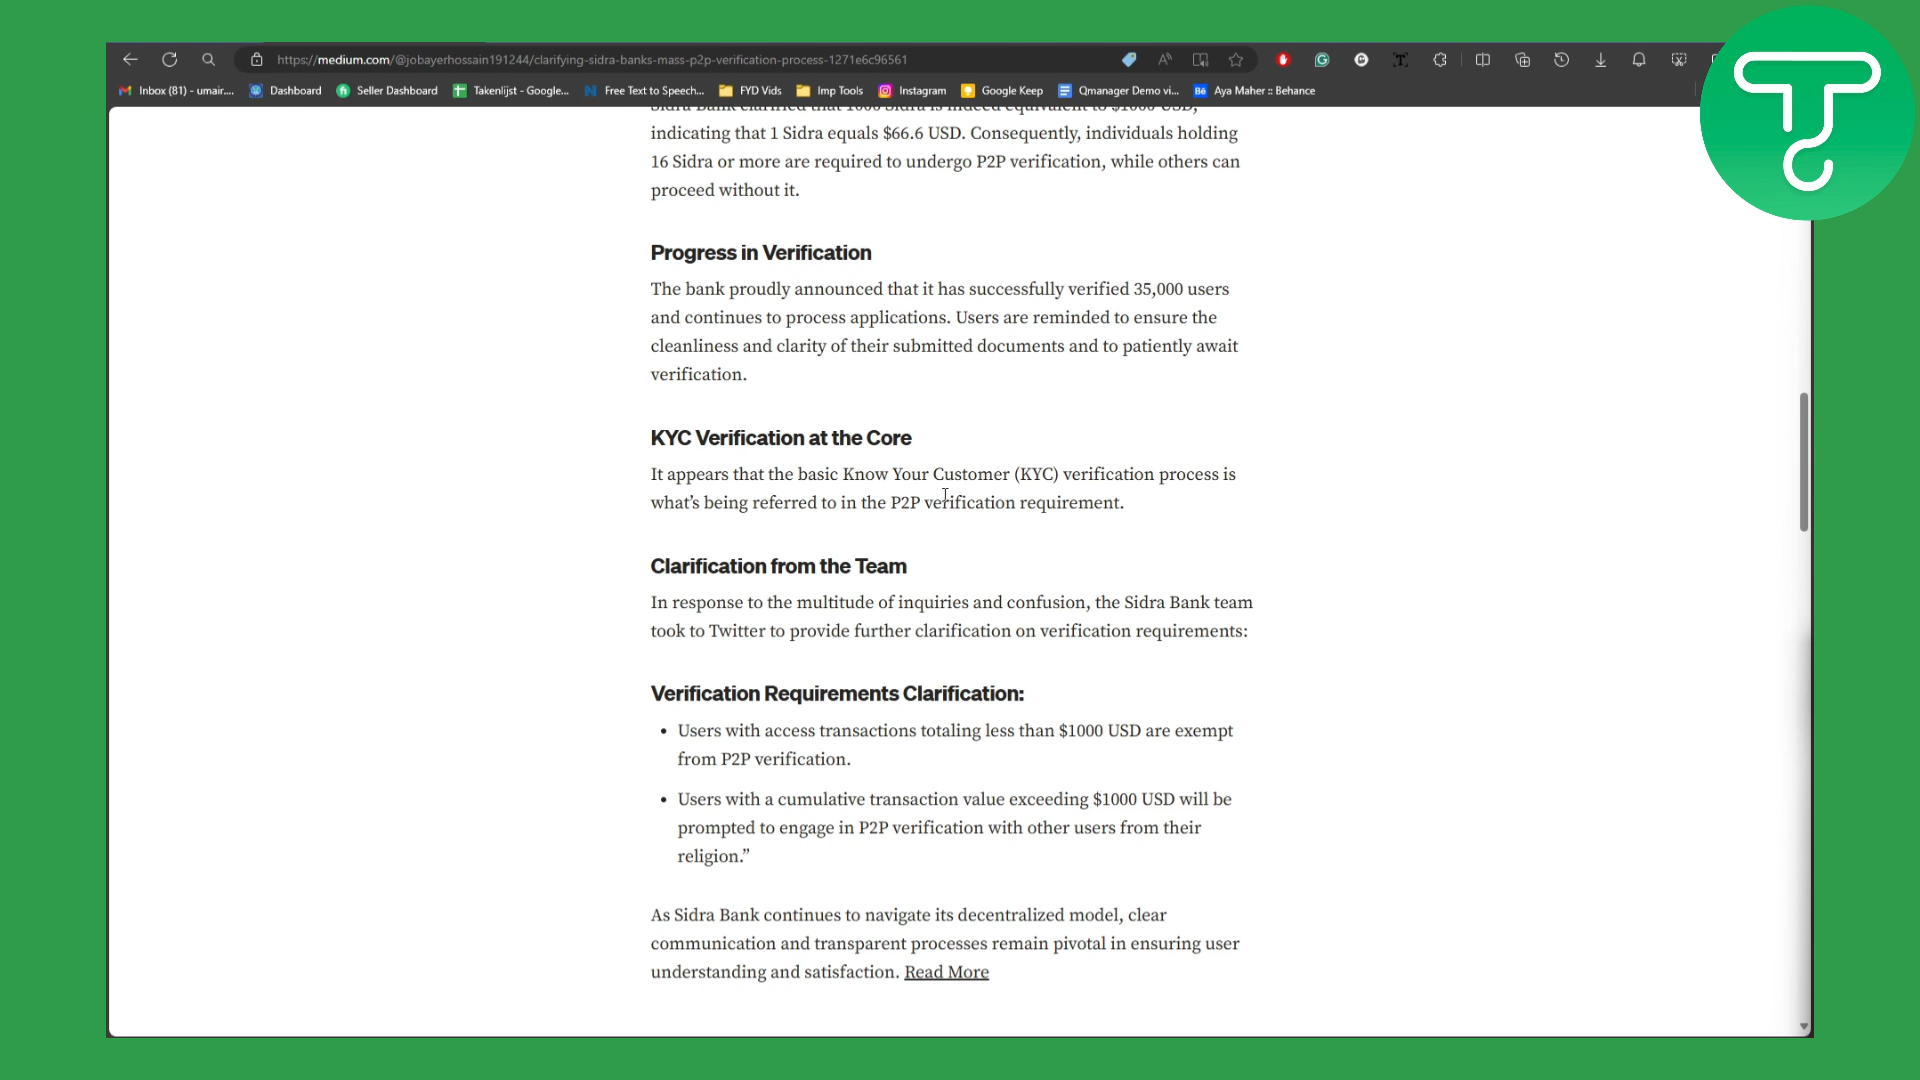 https://medium.com/@jobayerhossain191244/clarifying-sidra-banks-mass-p2p-verification-process-1271e6c96561
Inbox (81) - umair.... Dashboard Seller Dashboard Takenlijst - Google... Free Text to Speech... FYD Vids Imp Tools Instagram Google Keep Qmanager Demo vi... Aya Maher :: Behance
indicating that 1 Sidra equals $66.6 USD. Consequently, individuals holding
16 Sidra or more are required to undergo P2P verification, while others can
proceed without it.
Progress in Verification
The bank proudly announced that it has successfully verified 35,000 users
and continues to process applications. Users are reminded to ensure the
cleanliness and clarity of their submitted documents and to patiently await
verification.
KYC Verification at the Core
It appears that the basic Know Your Customer (KYC) verification process is
what’s being referred to in the P2P verification requirement.
Clarification from the Team
In response to the multitude of inquiries and confusion, the Sidra Bank team
took to Twitter to provide further clarification on verification requirements:
Verification Requirements Clarification:
• Users with access transactions totaling less than $1000 USD are exempt
from P2P verification.
• Users with a cumulative transaction value exceeding $1000 USD will be
prompted to engage in P2P verification with other users from their
religion.”
As Sidra Bank continues to navigate its decentralized model, clear
communication and transparent processes remain pivotal in ensuring user
understanding and satisfaction. Read More